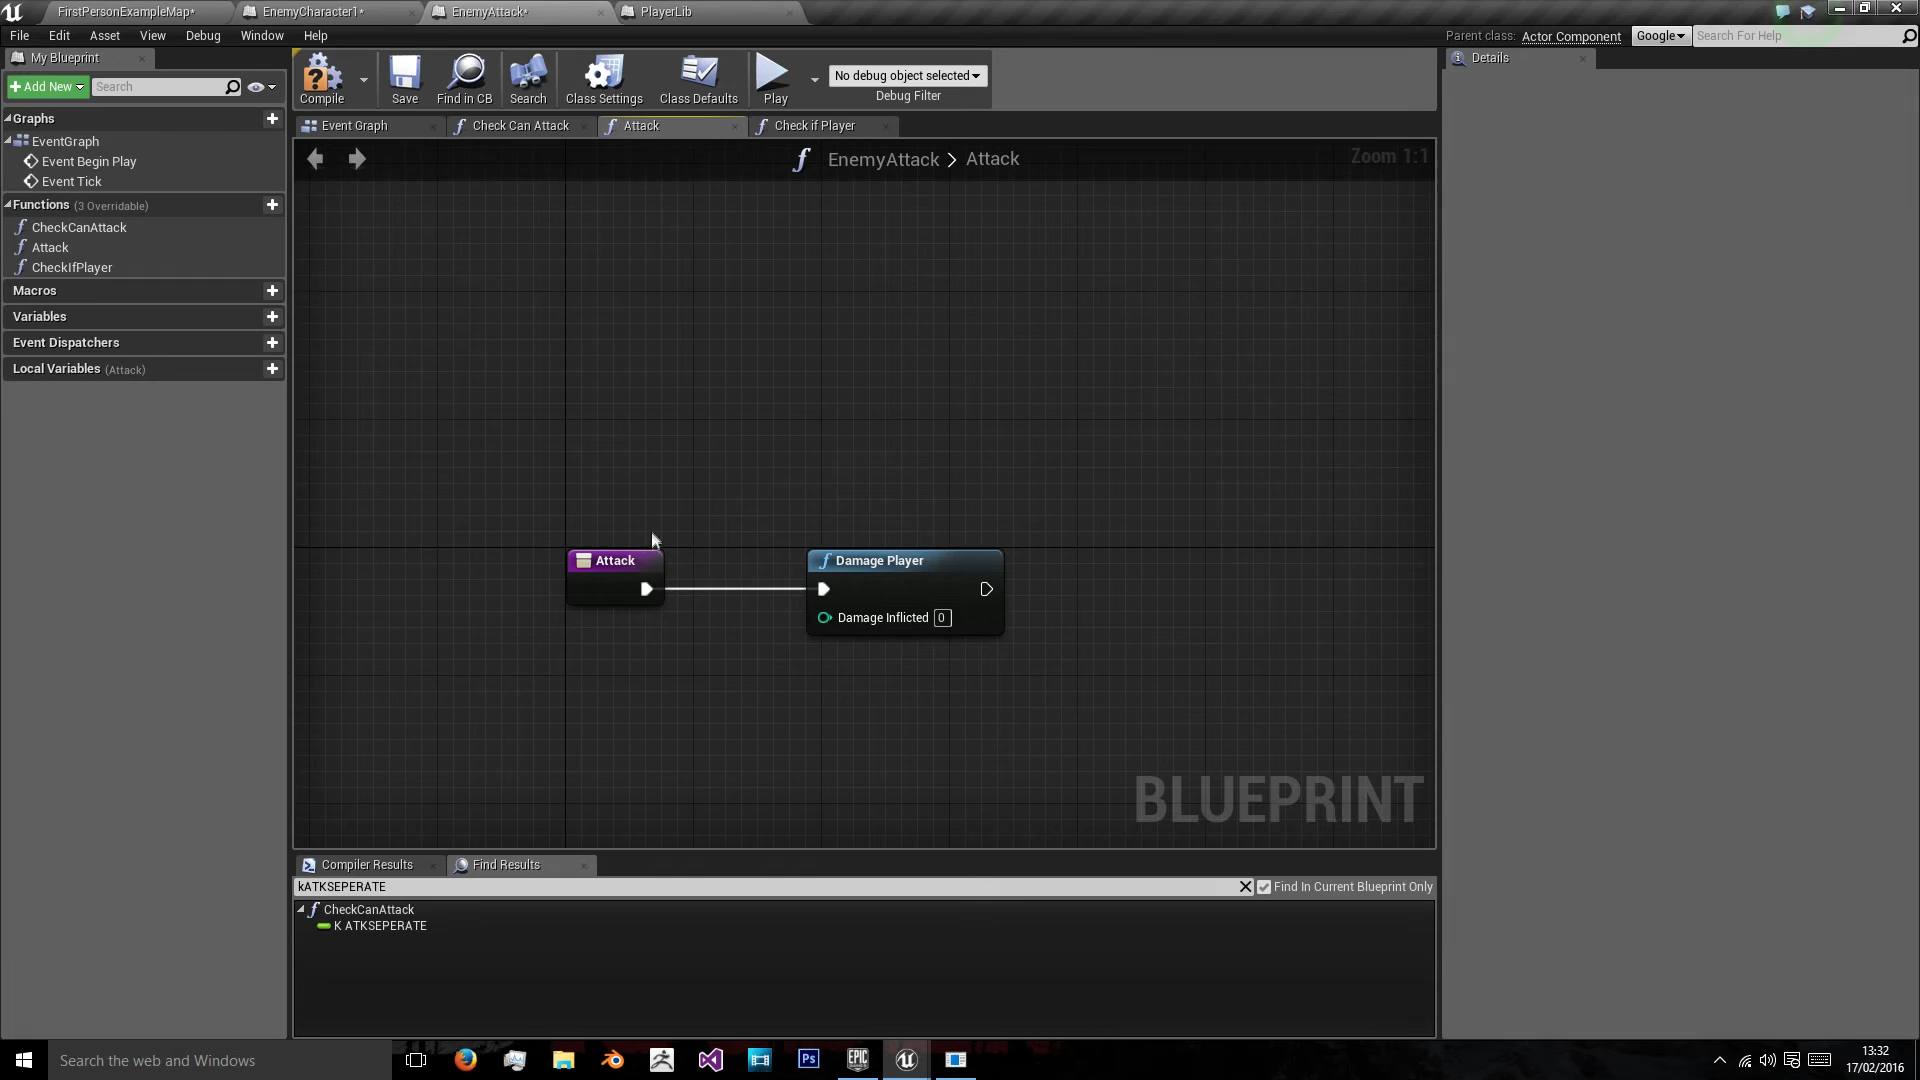 FirstPersonExampleMap*
EnemyCharacter1*
EnemyAttack*
PlayerLib
File Edit Asset View Debug Window Help
Parent class: Actor Component Google Search For Help
My Blueprint
Add New Search
Graphs
EventGraph
Event Begin Play
Event Tick
Functions (3 Overridable)
CheckCanAttack
Attack
CheckIfPlayer
Macros
Variables
Event Dispatchers
Local Variables (Attack)
Compile Save Find in CB Search Class Settings Class Defaults Play
No debug object selected
Debug Filter
Event Graph
Check Can Attack
Attack
Check if Player
EnemyAttack > Attack
Zoom 1:1
Attack
Damage Player
Damage Inflicted 0
BLUEPRINT
Details
Compiler Results
Find Results
kATKSEPERATE
Find In Current Blueprint Only
CheckCanAttack
K ATKSEPERATE
Search the web and Windows
Ps
EPIC
13:32
17/02/2016